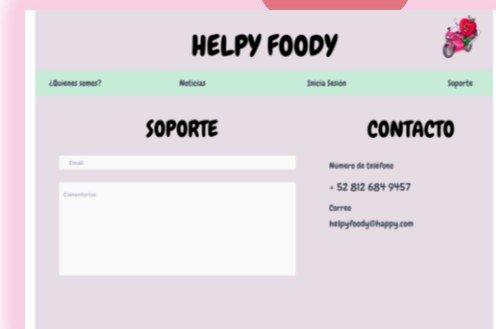 HELPY FOODY
¿Quienes somos? Noticias Inicia Sesión Soporte
SOPORTE
Email
Comentarios
CONTACTO
Número de teléfono
+ 52 812 684 9457
Correo
helpyfoody@happy.com